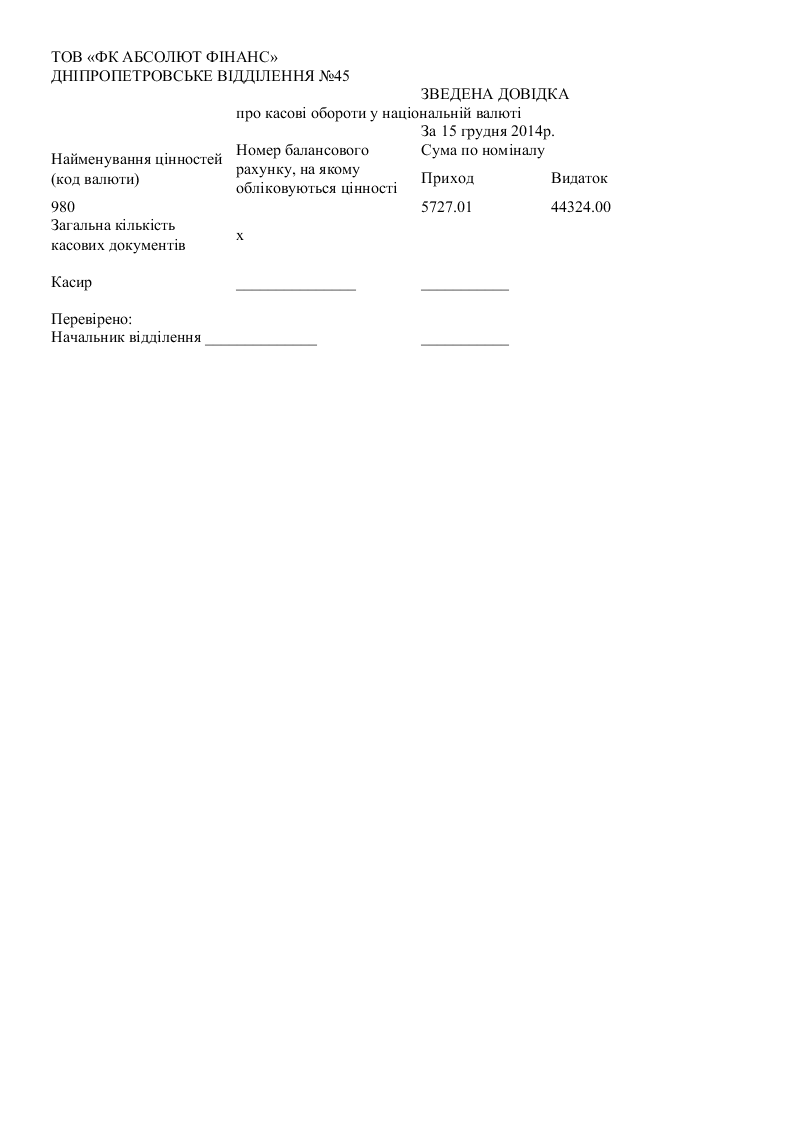 ТОВ «ФК АБСОЛЮТ ФІНАНС»
ДНІПРОПЕТРОВСЬКЕ ВІДДІЛЕННЯ №45
ЗВЕДЕНА ДОВІДКА
про касові обороти у національній валюті
За 15 грудня 2014р.
Найменування цінностей
(код валюти)
Номер балансового
рахунку, на якому
обліковуються цінності
Сума по номіналу
Приход Видаток
980 5727.01 44324.00
Загальна кількість
касових документів
х
Касир _______________ ___________
Перевірено:
Начальник відділення ______________ ___________